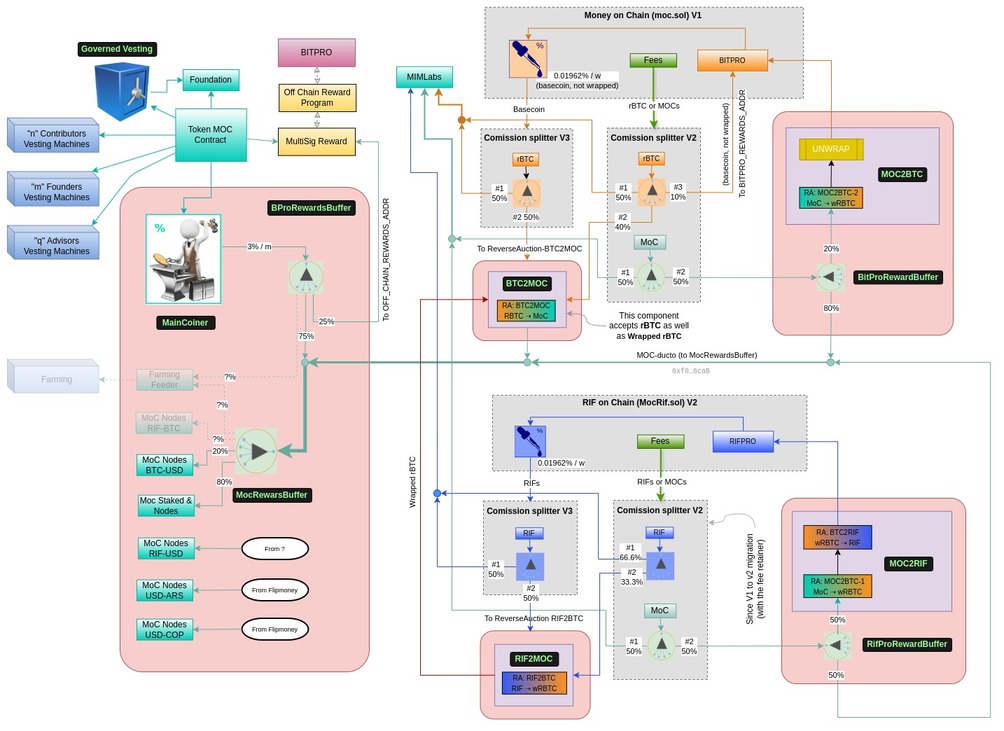 Governed Vesting
Foundation
Token MOC
Contract
"n" Contributors
Vesting Machines
"m" Founders
Vesting Machines
"q" Advisors
Vesting Machines
BITPRO
Off Chain Reward
Program
MultiSig Reward
To OFF_CHAIN_REWARDS_ADDR
BProRewardsBuffer
%
3% / m
MainCoiner
25%
75%
Farming
Farming
Feeder
?%
?%
?%
MoC Nodes
RIF-BTC
MoC Nodes
BTC-USD
20%
80%
MocRewarsBuffer
Moc Staked &
Nodes
MoC Nodes
RIF-USD
From ?
MoC Nodes
USD-ARS
From Flipmoney
MoC Nodes
USD-COP
From Flipmoney
MIMLabs
Money on Chain (moc.sol) V1
%
0.01962% / w
(basecoin, not wrapped)
Fees
BITPRO
Basecoin
rBTC or MOCs
(basecoin, not wrapped)
To BITPRO_REWARDS_ADDR
Comission splitter V3
rBTC
#1
50%
#2 50%
Comission splitter V2
rBTC
#1
50%
#3
10%
#2
40%
MoC
#1
50%
#2
50%
To ReverseAuction-BTC2MOC
BTC2MOC
RA: BTC2MOC
RBTC ⇢ MoC
This component
accepts rBTC as well
as Wrapped rBTC
UNWRAP
MOC2BTC
RA: MOC2BTC-2
MoC ⇢ wRBTC
20%
BitProRewardBuffer
80%
MOC-ducto (to MocRewardsBuffer)
0xf0…6caB
Wrapped rBTC
RIF on Chain (MocRif.sol) V2
%
0.01962% / w
Fees
RIFPRO
RIFs
RIFs or MOCs
Comission splitter V3
RIF
#1
50%
#2
50%
Comission splitter V2
RIF
#1
66.6%
#2
33.3%
MoC
#1
50%
#2
50%
Since V1 to v2 migration
(with the fee retainer)
To ReverseAuction RIF2BTC
RIF2MOC
RA: RIF2BTC
RIF ⇢ wRBTC
RA: BTC2RIF
wRBTC ⇢ RIF
MOC2RIF
RA: MOC2BTC-1
MoC ⇢ wRBTC
50%
RifProRewardBuffer
50%